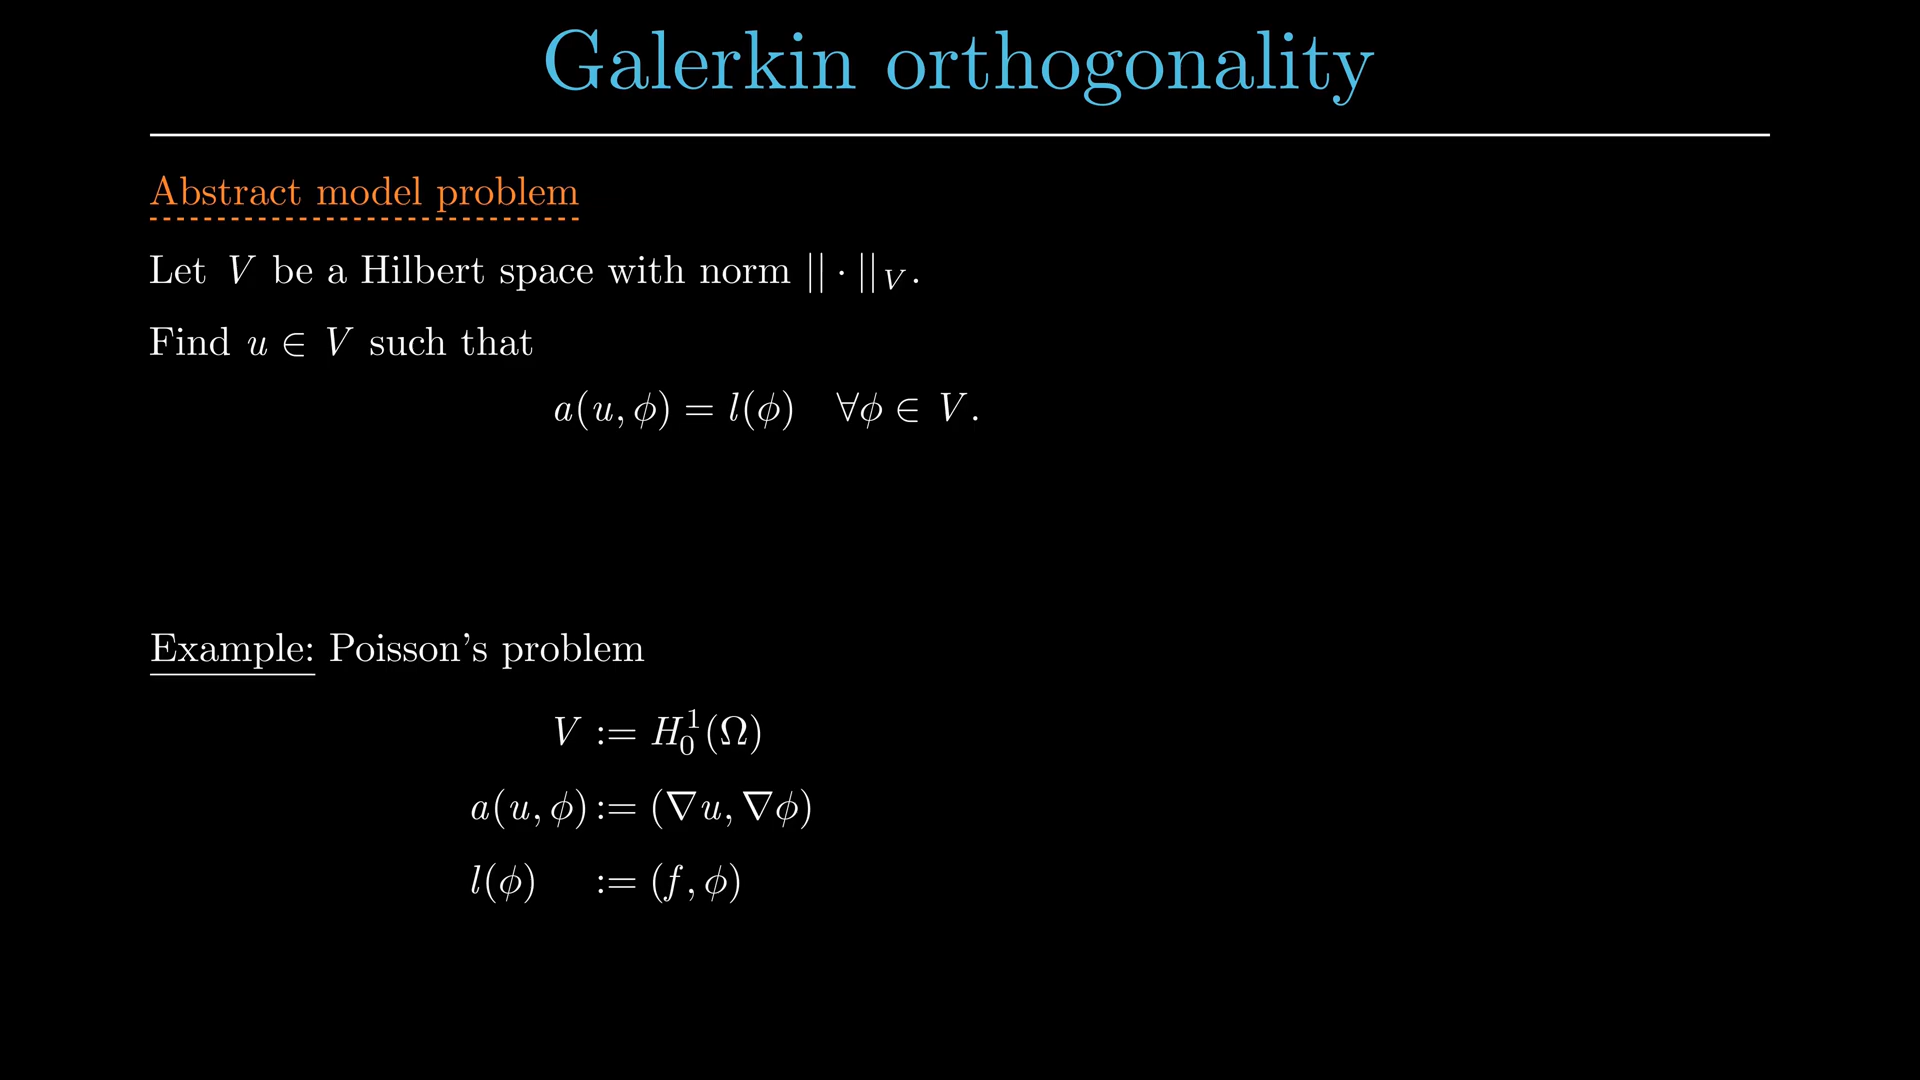 Galerkin orthogonality
Abstract model problem
Let V be a Hilbert space with norm || · ||_V.
Find u ∈ V such that
a(u, ϕ) = l(ϕ) ∀ϕ ∈ V.
Example: Poisson's problem
V := H_0^1(Ω)
a(u, ϕ) := (∇u, ∇ϕ)
l(ϕ) := (f, ϕ)